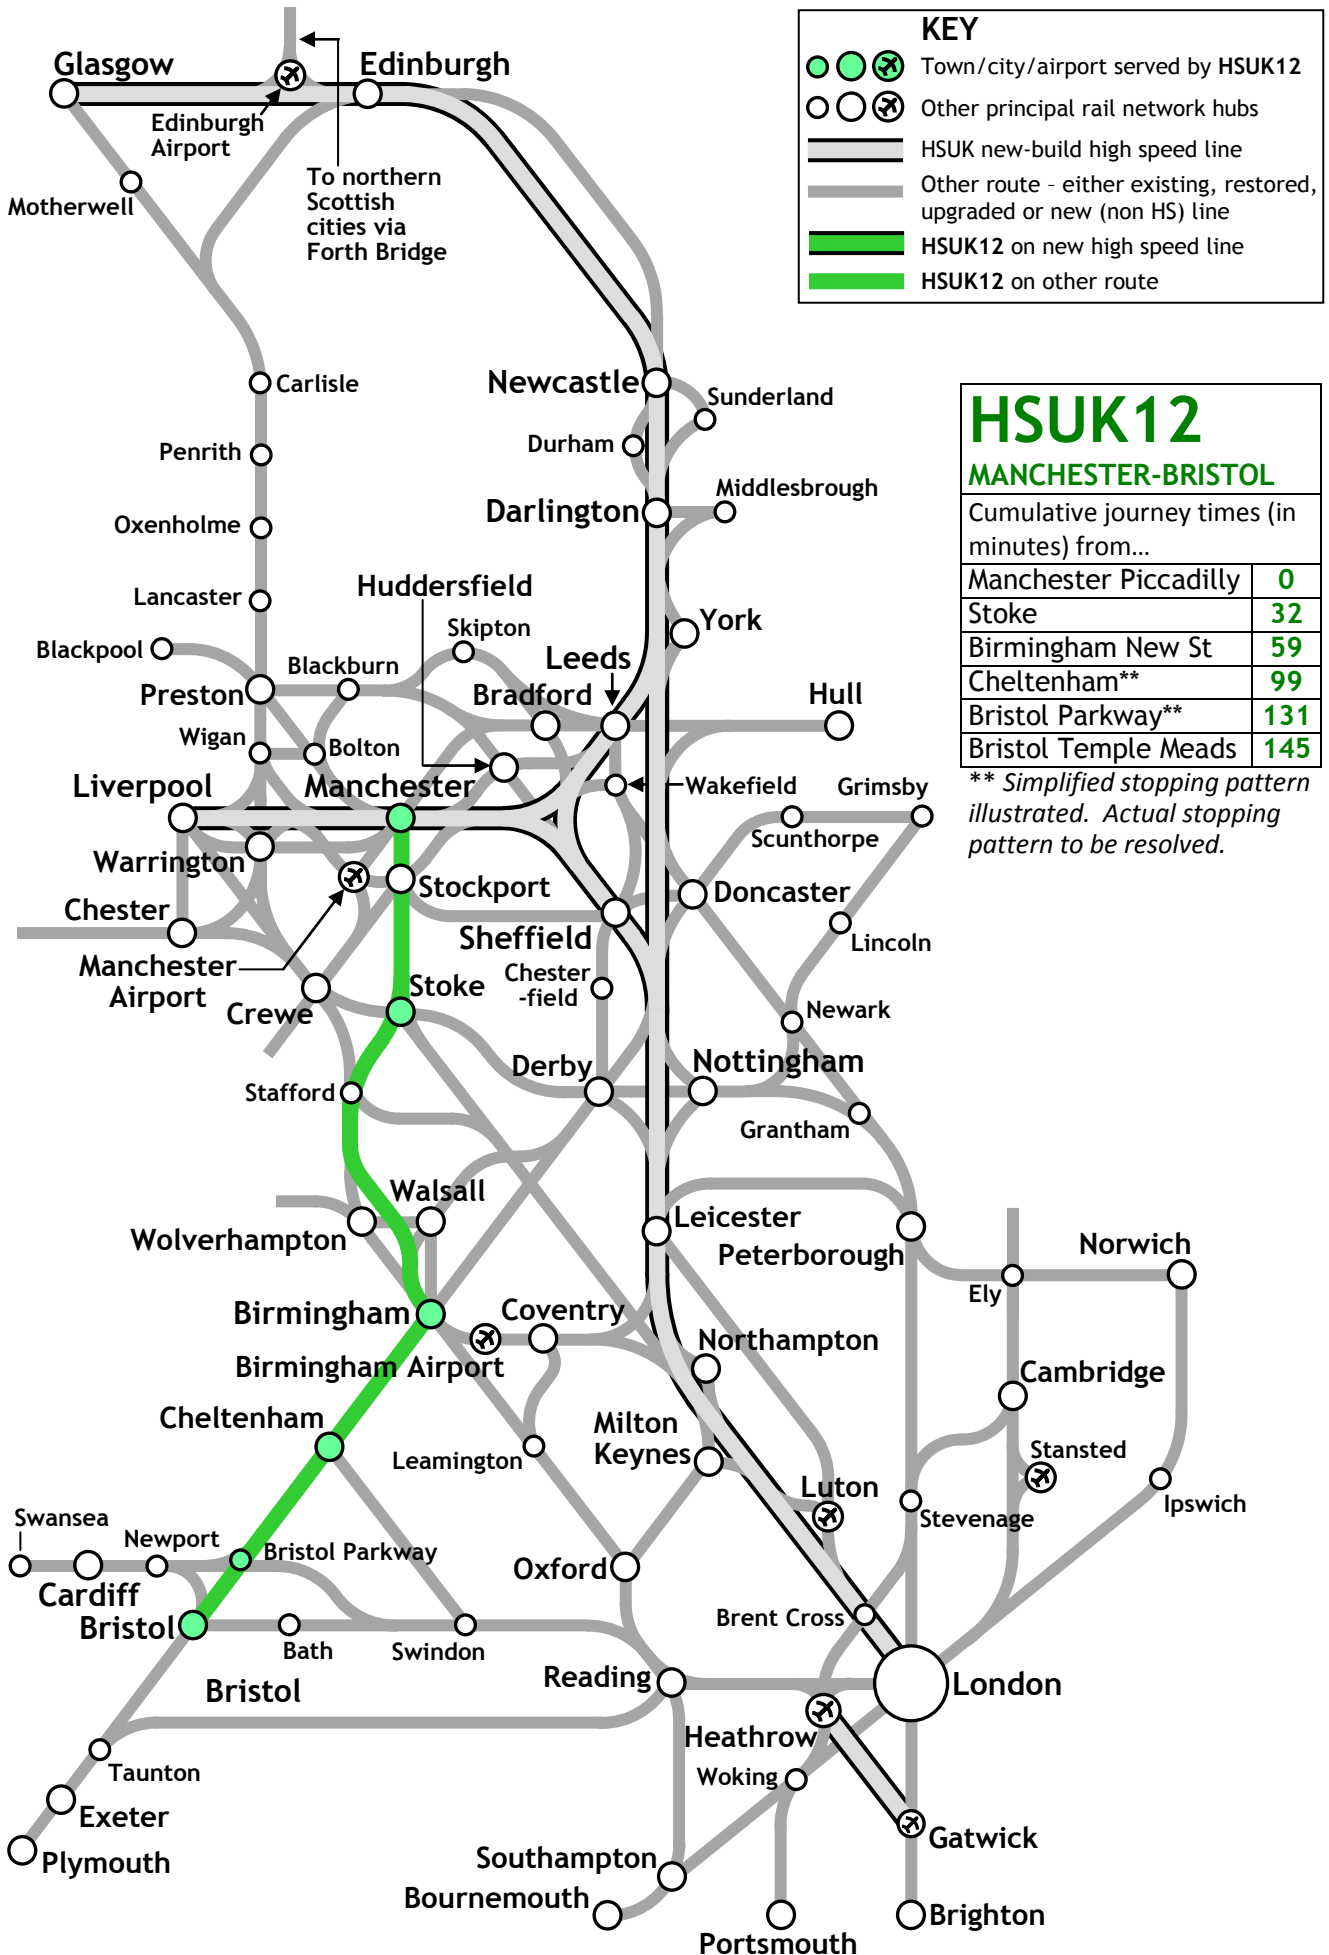 KEY
Town/city/airport served by HSUK12
Other principal rail network hubs
HSUK new-build high speed line
Other route - either existing, restored,
upgraded or new (non HS) line
HSUK12 on new high speed line
HSUK12 on other route
Glasgow
Edinburgh
Edinburgh
Airport
To northern
Scottish
cities via
Forth Bridge
Motherwell
Carlisle
Newcastle
Sunderland
Durham
Penrith
Middlesbrough
Darlington
Oxenholme
HSUK12
MANCHESTER-BRISTOL
Cumulative journey times (in
minutes) from…
Manchester Piccadilly 0
Stoke 32
Birmingham New St 59
Cheltenham** 99
Bristol Parkway** 131
Bristol Temple Meads 145
** Simplified stopping pattern
illustrated. Actual stopping
pattern to be resolved.
Huddersfield
Lancaster
Skipton
York
Blackpool
Blackburn
Leeds
Preston
Bradford
Hull
Wigan
Bolton
Liverpool
Manchester
Wakefield
Grimsby
Scunthorpe
Warrington
Stockport
Doncaster
Chester
Sheffield
Lincoln
Manchester
Airport
Chester
-field
Stoke
Crewe
Newark
Derby
Nottingham
Stafford
Grantham
Walsall
Leicester
Wolverhampton
Peterborough
Norwich
Ely
Birmingham
Coventry
Northampton
Birmingham Airport
Cambridge
Cheltenham
Milton
Keynes
Leamington
Stansted
Luton
Ipswich
Stevenage
Swansea
Newport
Bristol Parkway
Oxford
Cardiff
Bristol
Bath
Swindon
Brent Cross
Reading
London
Bristol
Heathrow
Woking
Taunton
Exeter
Gatwick
Plymouth
Southampton
Bournemouth
Brighton
Portsmouth